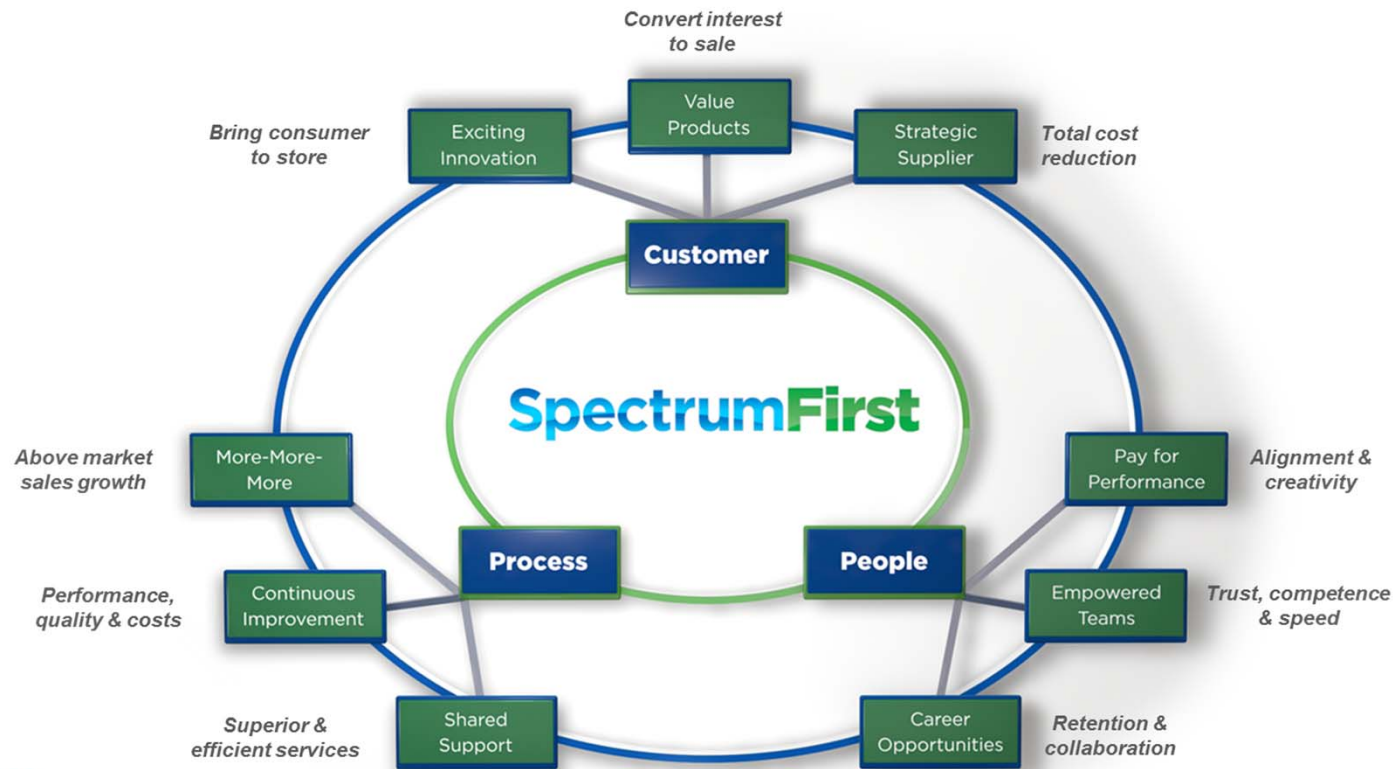 Convert interest
to sale
Bring consumer
to store
Exciting
Innovation
Value
Products
Strategic
Supplier
Total cost
reduction
Customer
SpectrumFirst
Above market
sales growth
More-More-
More
Process
People
Pay for
Performance
Alignment &
creativity
Performance,
quality & costs
Continuous
Improvement
Empowered
Teams
Trust, competence
& speed
Superior &
efficient services
Shared
Support
Career
Opportunities
Retention &
collaboration